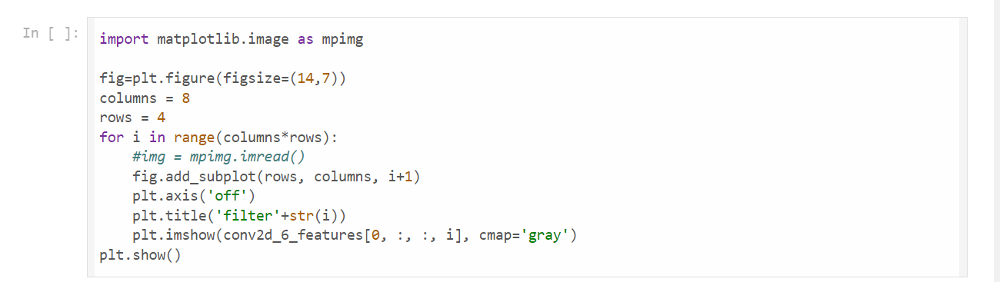 In [ ]:
import matplotlib.image as mpimg
fig=plt.figure(figsize=(14,7))
columns = 8
rows = 4
for i in range(columns*rows):
    #img = mpimg.imread()
    fig.add_subplot(rows, columns, i+1)
    plt.axis('off')
    plt.title('filter'+str(i))
    plt.imshow(conv2d_6_features[0, :, :, i], cmap='gray')
plt.show()